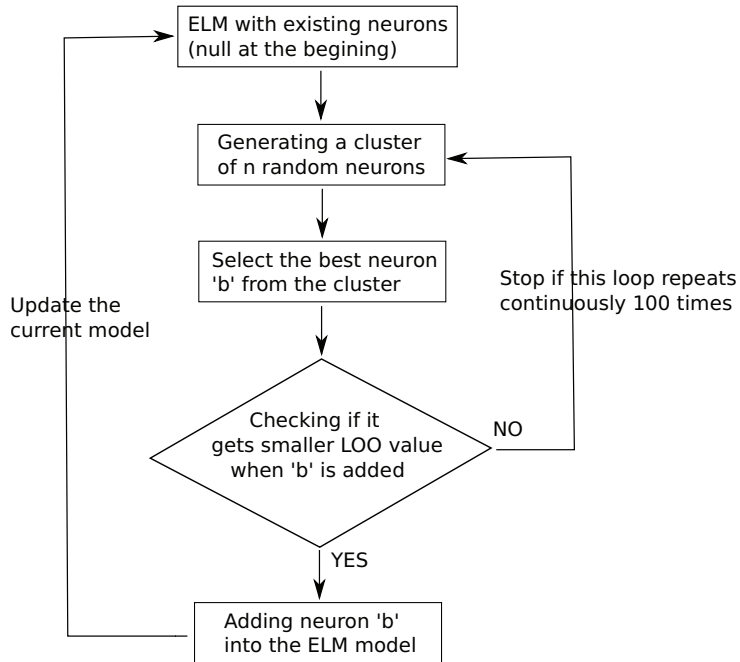 ELM with existing neurons
(null at the begining)
Generating a cluster
of n random neurons
Select the best neuron
'b' from the cluster
Stop if this loop repeats
continuously 100 times
Update the
current model
Checking if it
gets smaller LOO value
when 'b' is added
NO
YES
Adding neuron 'b'
into the ELM model